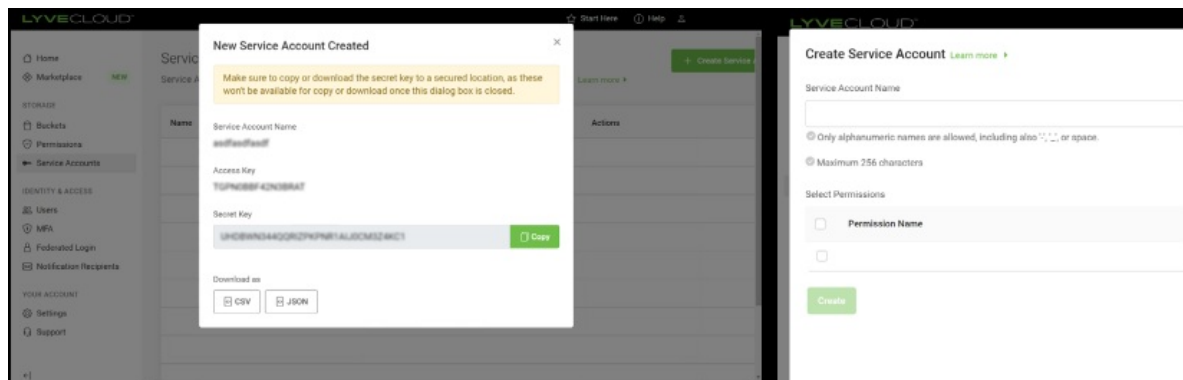 LYVECLOUD
Start Here
Help
Home
Marketplace NEW
STORAGE
Buckets
Permissions
Service Accounts
IDENTITY & ACCESS
Users
MFA
Federated Login
Notification Recipients
YOUR ACCOUNT
Settings
Support
Servic
Service A
+ Create Service A
Learn more
Name
Actions
New Service Account Created
Make sure to copy or download the secret key to a secured location, as these
won't be available for copy or download once this dialog box is closed.
Service Account Name
Access Key
Secret Key
Copy
Download as
CSV
JSON
LYVECLOUD
Create Service Account Learn more
Service Account Name
Only alphanumeric names are allowed, including also '-', '_', or space.
Maximum 256 characters
Select Permissions
Permission Name
Create